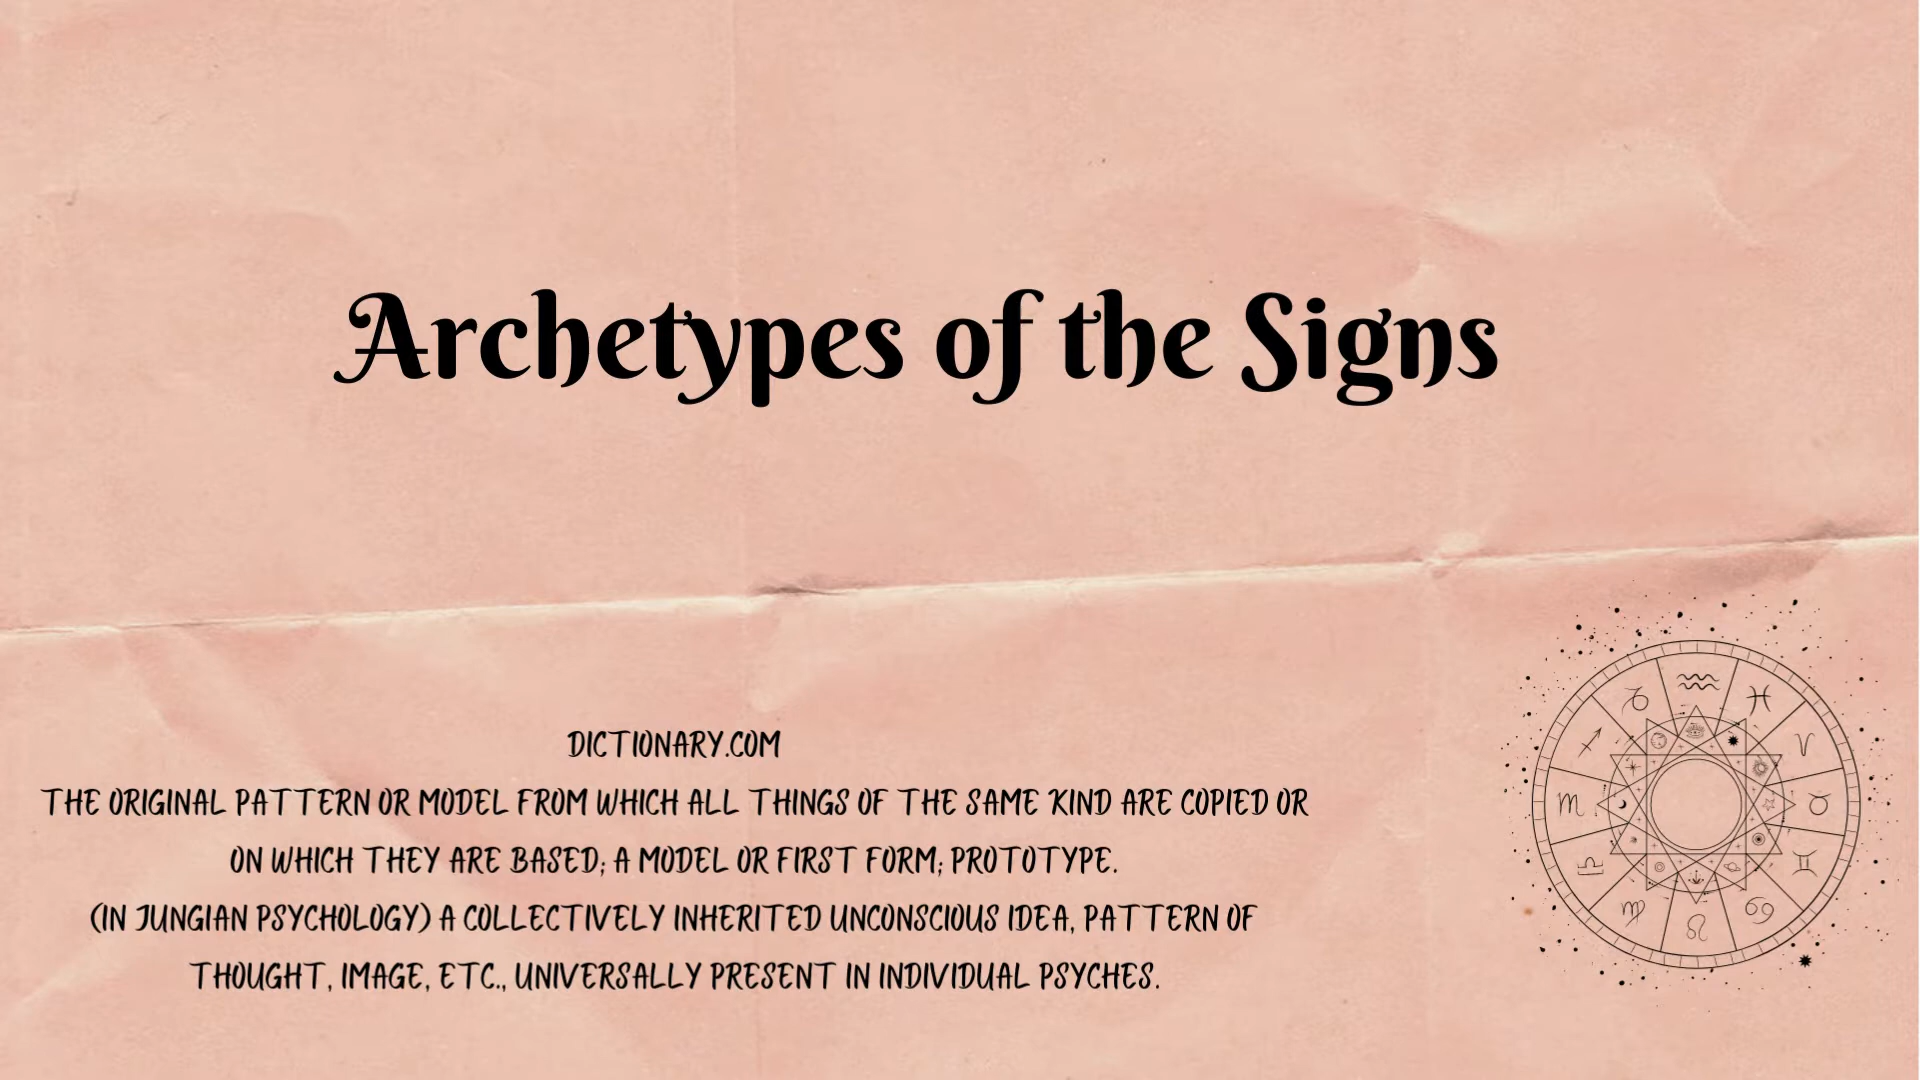 Archetypes of the Signs
DICTIONARY.COM
THE ORIGINAL PATTERN OR MODEL FROM WHICH ALL THINGS OF THE SAME KIND ARE COPIED OR
ON WHICH THEY ARE BASED; A MODEL OR FIRST FORM; PROTOTYPE.
(IN JUNGIAN PSYCHOLOGY) A COLLECTIVELY INHERITED UNCONSCIOUS IDEA, PATTERN OF
THOUGHT, IMAGE, ETC., UNIVERSALLY PRESENT IN INDIVIDUAL PSYCHES.